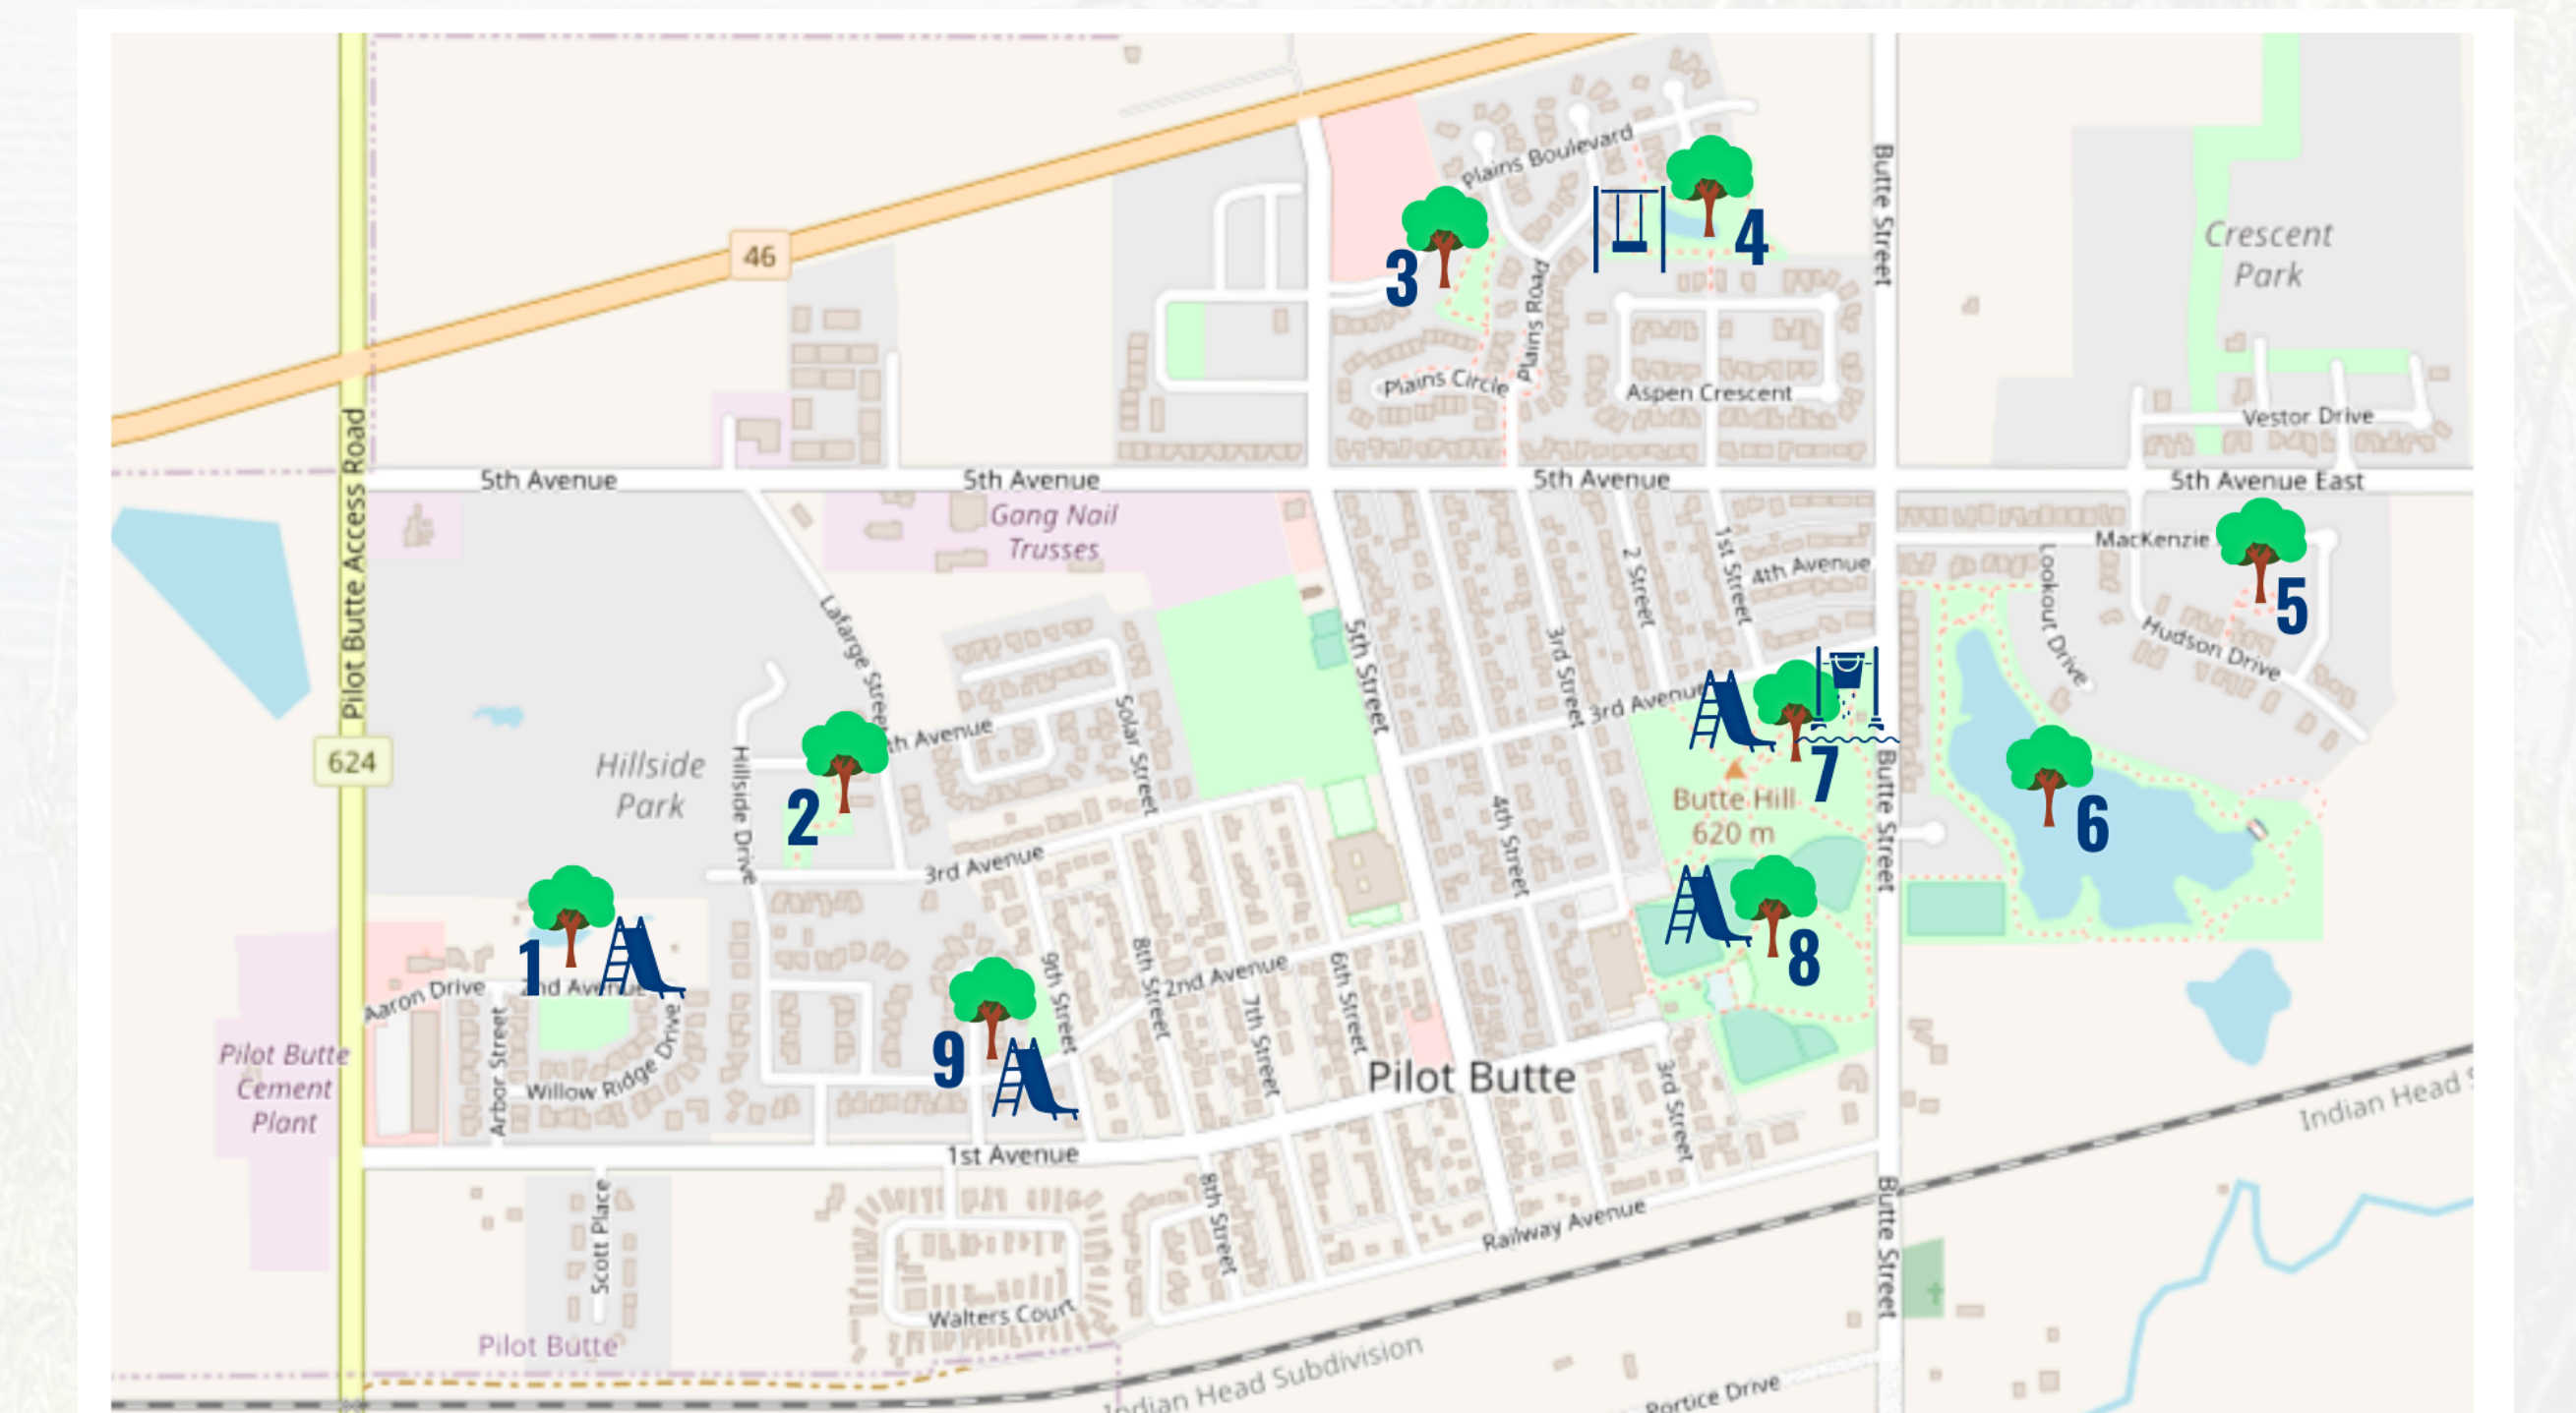 Plains Boulevard
Butte Street
4
Crescent
Park
46
3
Plains Road
Plains Circle
Aspen Crescent
Vestor Drive
Pilot Butte Access Road
5th Avenue
5th Avenue
5th Avenue
5th Avenue East
Gang Nail
Trusses
MacKenzie
Lookout Drive
5
2 Street
1st Street
4th Avenue
Lafarge Street
5th Street
3rd Street
Hudson Drive
3rd Avenue
Solar Street
th Avenue
624
Hillside
Park
Hillside Drive
2
7
Butte Street
Butte Hill
620 m
6
4th Street
3rd Avenue
1
Aaron Drive
2nd Avenue
9th Street
8th Street
2nd Avenue
7th Street
6th Street
8
9
Pilot Butte
Cement
Plant
Arbor Street
Willow Ridge Drive
Pilot Butte
3rd Street
Indian Head S
1st Avenue
Scott Place
8th Street
Railway Avenue
Butte Street
Walters Court
Pilot Butte
Indian Head Subdivision
Portice Drive